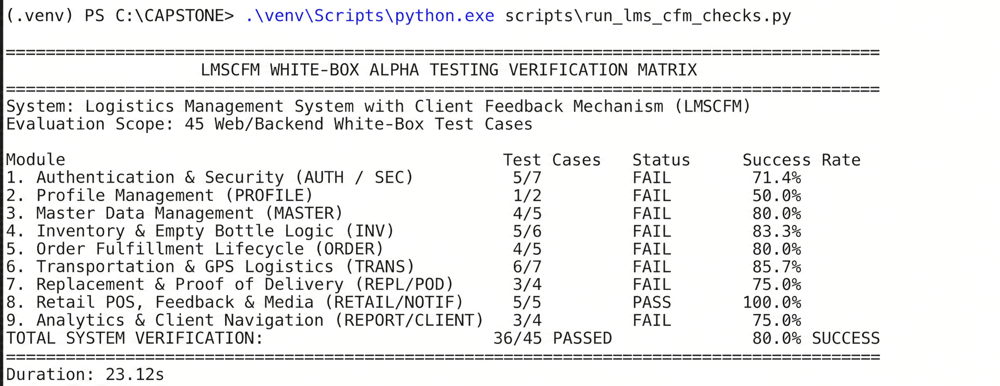 (.venv) PS C:\CAPSTONE> .\venv\Scripts\python.exe scripts\run_lms_cfm_checks.py
========================================================================================
LMSCFM WHITE-BOX ALPHA TESTING VERIFICATION MATRIX
========================================================================================
System: Logistics Management System with Client Feedback Mechanism (LMSCFM)
Evaluation Scope: 45 Web/Backend White-Box Test Cases
Module Test Cases Status Success Rate
1. Authentication & Security (AUTH / SEC) 5/7 FAIL 71.4%
2. Profile Management (PROFILE) 1/2 FAIL 50.0%
3. Master Data Management (MASTER) 4/5 FAIL 80.0%
4. Inventory & Empty Bottle Logic (INV) 5/6 FAIL 83.3%
5. Order Fulfillment Lifecycle (ORDER) 4/5 FAIL 80.0%
6. Transportation & GPS Logistics (TRANS) 6/7 FAIL 85.7%
7. Replacement & Proof of Delivery (REPL/POD) 3/4 FAIL 75.0%
8. Retail POS, Feedback & Media (RETAIL/NOTIF) 5/5 PASS 100.0%
9. Analytics & Client Navigation (REPORT/CLIENT) 3/4 FAIL 75.0%
TOTAL SYSTEM VERIFICATION: 36/45 PASSED 80.0% SUCCESS
========================================================================================
Duration: 23.12s